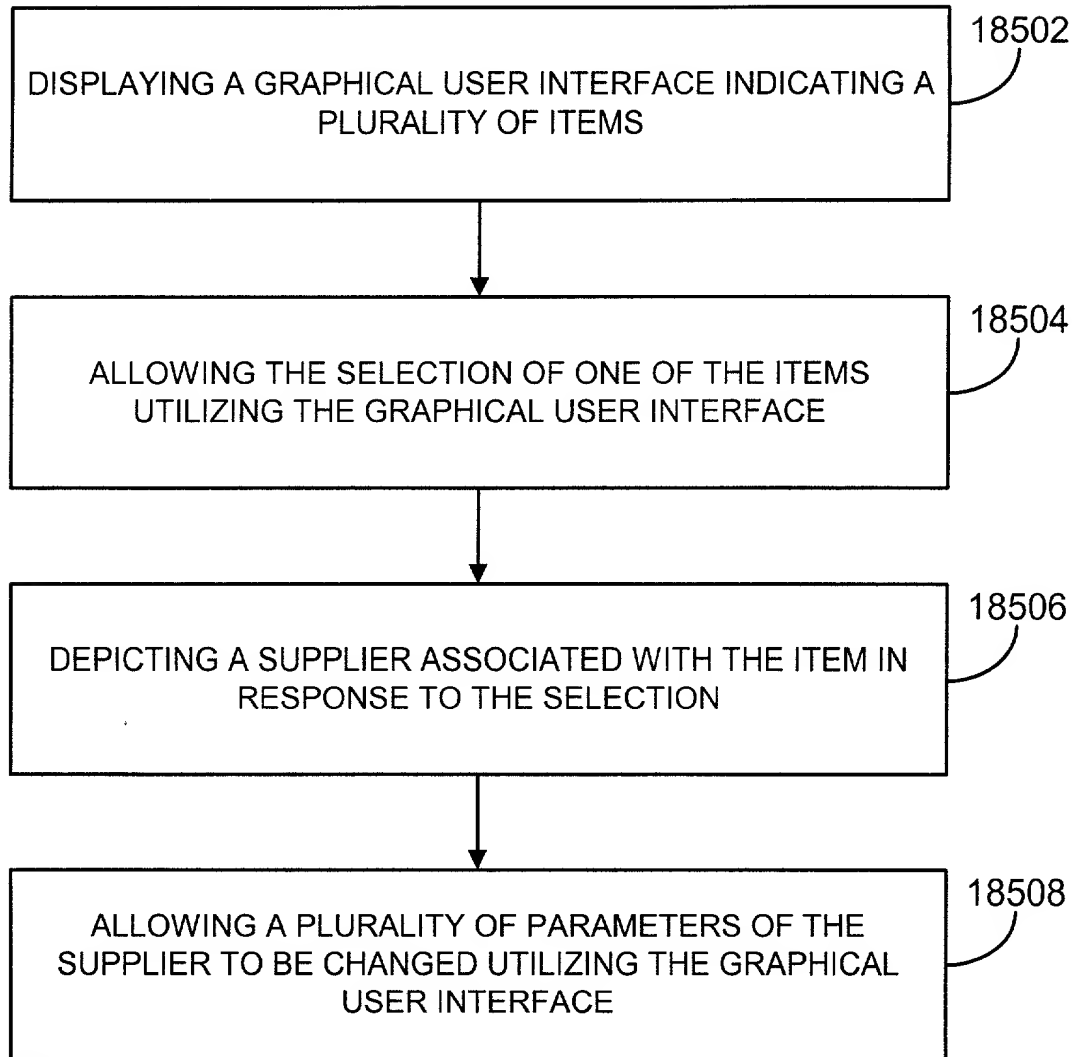 18502
DISPLAYING A GRAPHICAL USER INTERFACE INDICATING A
PLURALITY OF ITEMS
18504
ALLOWING THE SELECTION OF ONE OF THE ITEMS
UTILIZING THE GRAPHICAL USER INTERFACE
18506
DEPICTING A SUPPLIER ASSOCIATED WITH THE ITEM IN
RESPONSE TO THE SELECTION
18508
ALLOWING A PLURALITY OF PARAMETERS OF THE
SUPPLIER TO BE CHANGED UTILIZING THE GRAPHICAL
USER INTERFACE